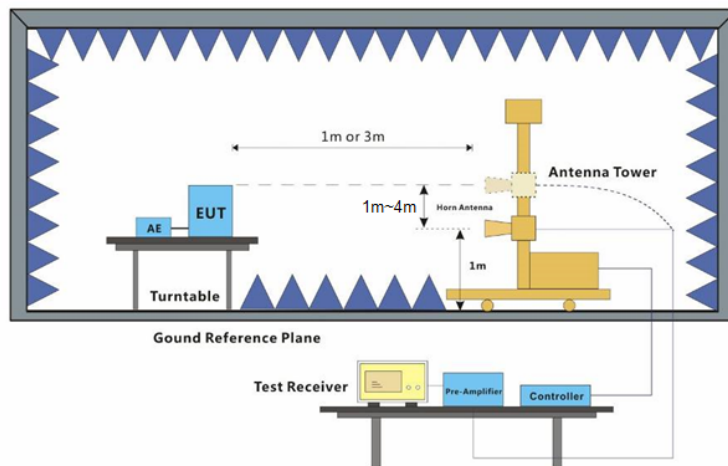 1m or 3m
Antenna Tower
1m~4m
Horn Antenna
EUT
AE
1m
Turntable
Gound Reference Plane
Test Receiver
Pre-Amplifier
Controller